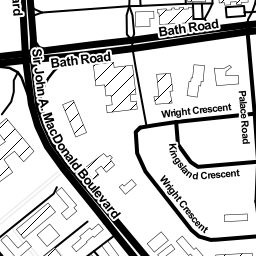 Bath Road
Bath Road
Sir John A. MacDonald Boulevard
Wright Crescent
Palace Road
Kingsland Crescent
Wright Crescent